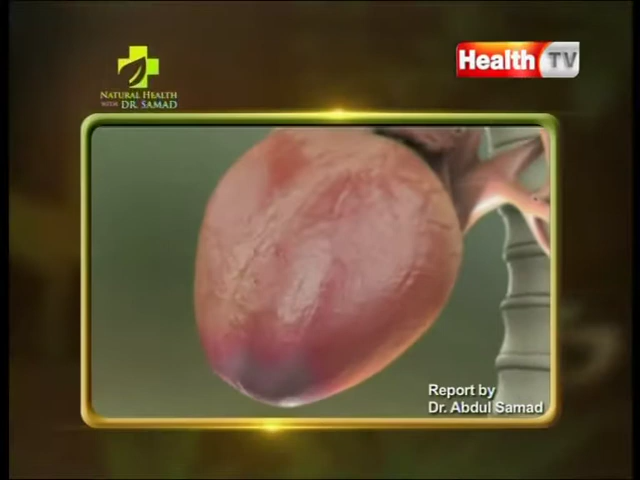 Health TV
NATURAL HEALTH
WITH DR. SAMAD
Report by
Dr. Abdul Samad